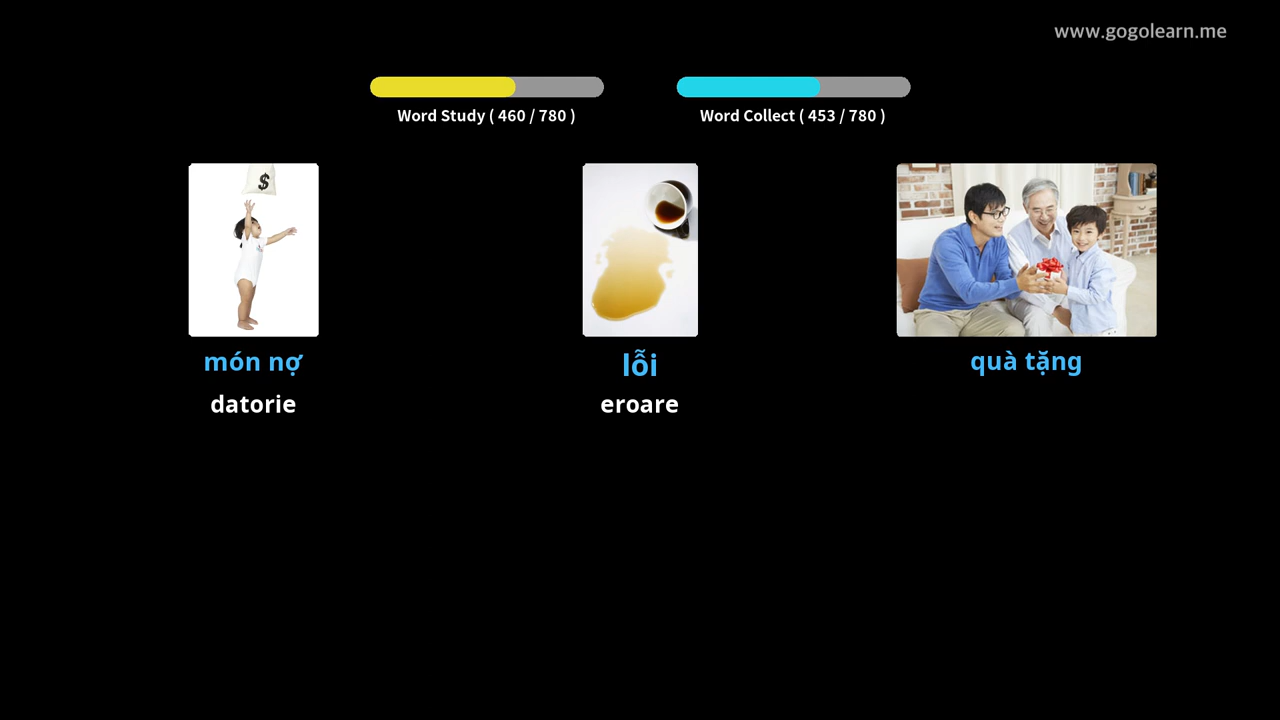 www.gogolearn.me
Word Study ( 460 / 780 )
Word Collect ( 453 / 780 )
$
món nợ
lỗi
quà tặng
datorie
eroare